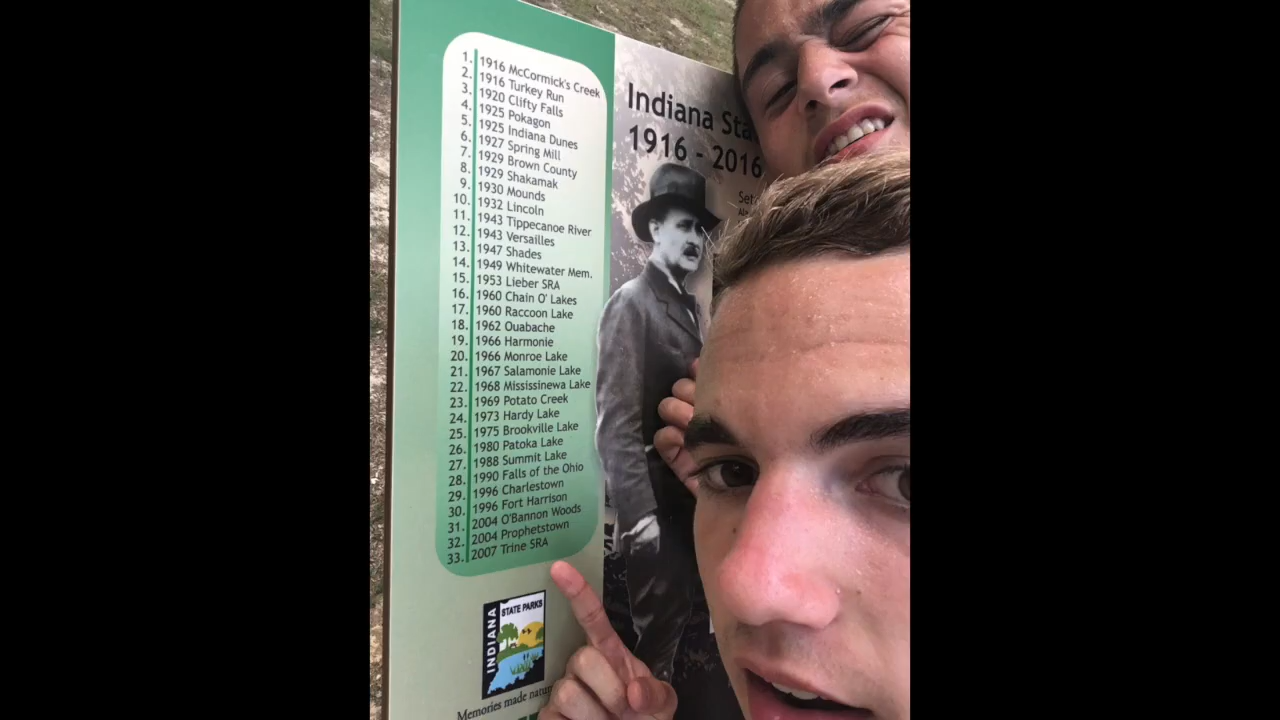 1. 1916 McCormick's Creek
2. 1916 Turkey Run
3. 1920 Clifty Falls
4. 1925 Pokagon
5. 1925 Indiana Dunes
6. 1927 Spring Mill
7. 1929 Brown County
8. 1929 Shakamak
9. 1930 Mounds
10. 1932 Lincoln
11. 1943 Tippecanoe River
12. 1943 Versailles
13. 1947 Shades
14. 1949 Whitewater Mem.
15. 1953 Lieber SRA
16. 1960 Chain O' Lakes
17. 1960 Raccoon Lake
18. 1962 Ouabache
19. 1966 Harmonie
20. 1966 Monroe Lake
21. 1967 Salamonie Lake
22. 1968 Mississinewa Lake
23. 1969 Potato Creek
24. 1973 Hardy Lake
25. 1975 Brookville Lake
26. 1980 Patoka Lake
27. 1988 Summit Lake
28. 1990 Falls of the Ohio
29. 1996 Charlestown
30. 1996 Fort Harrison
31. 2004 O'Bannon Woods
32. 2004 Prophetstown
33. 2007 Trine SRA
INDIANA
STATE PARKS
Memories made natur
Indiana Sta
1916 - 2016
Set